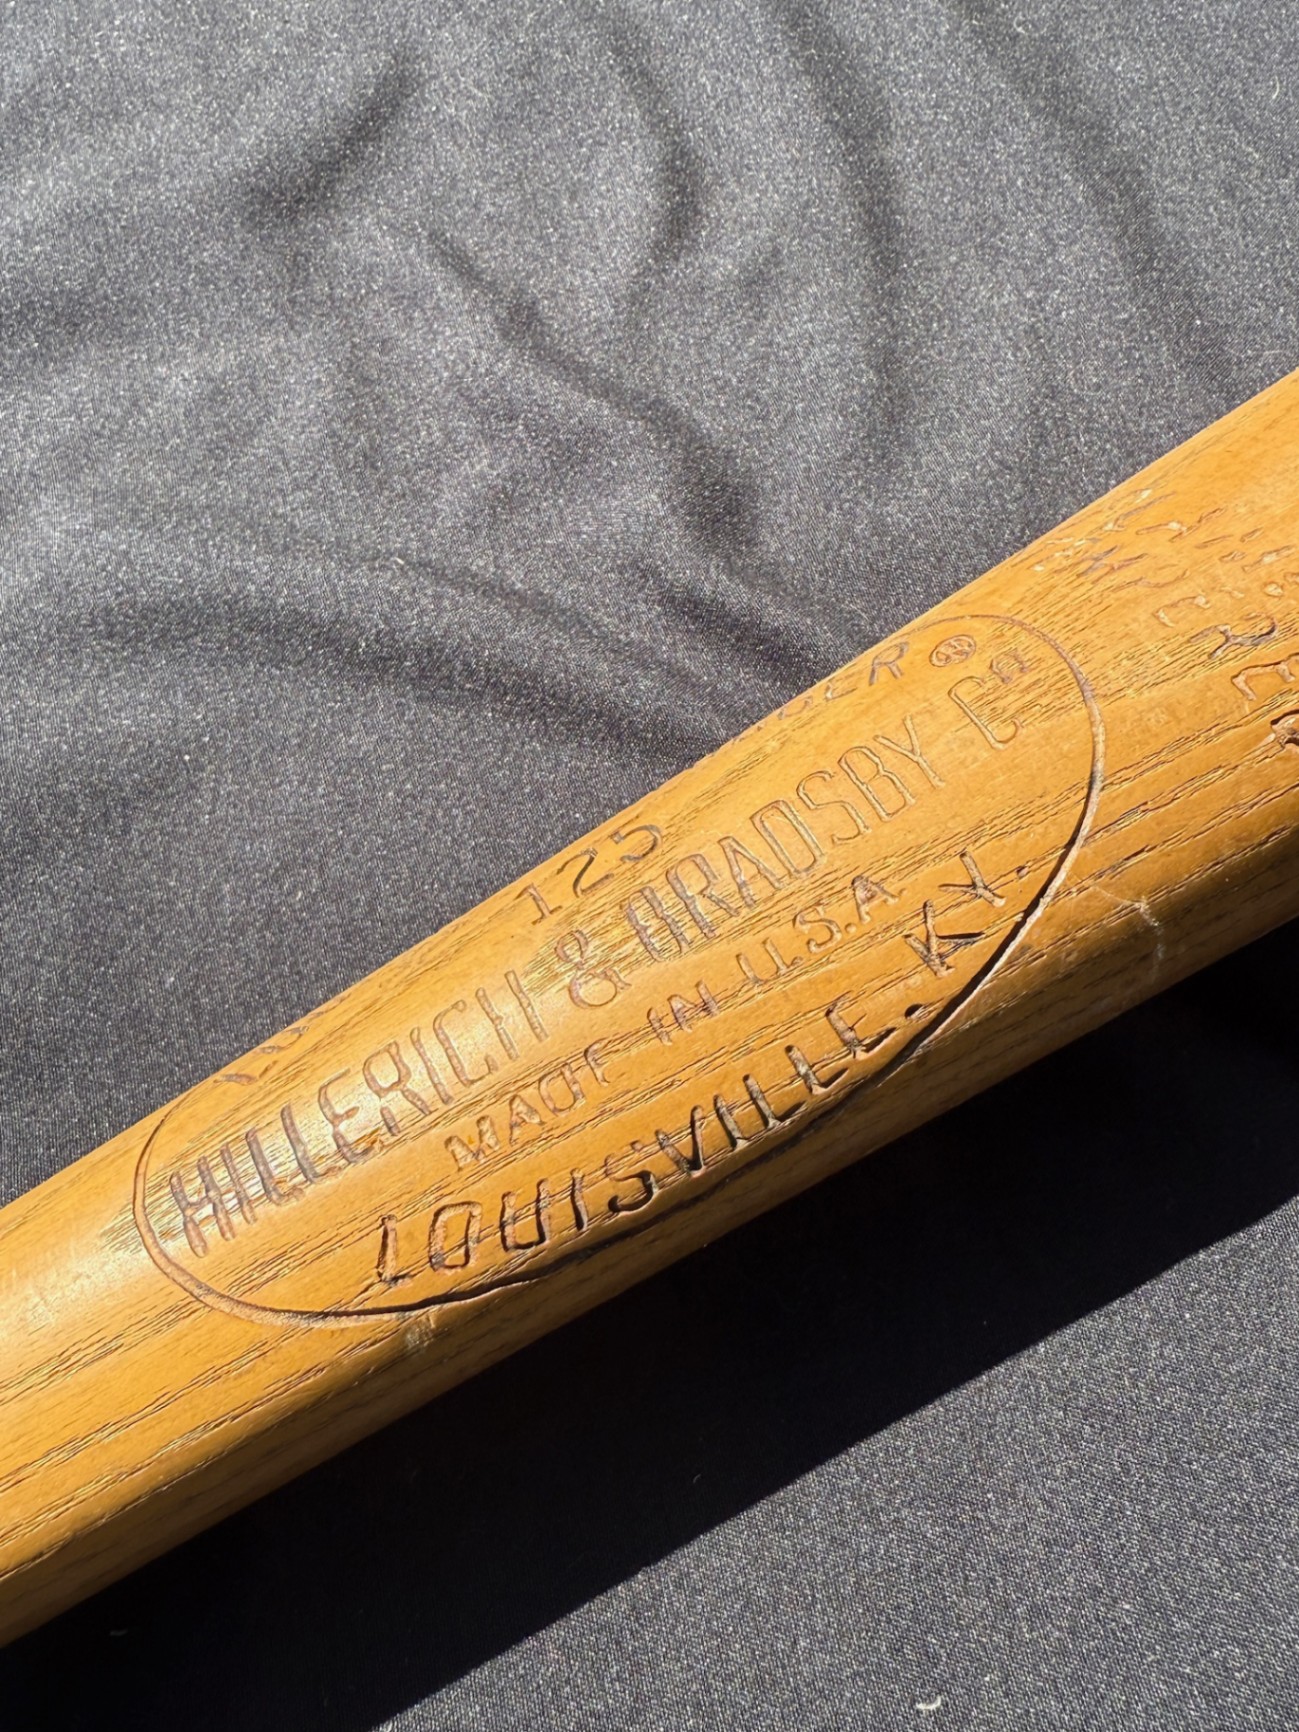 125
HILLERICH & BRADSBY Cº
MADE IN U.S.A
LOUISVILLE, KY.